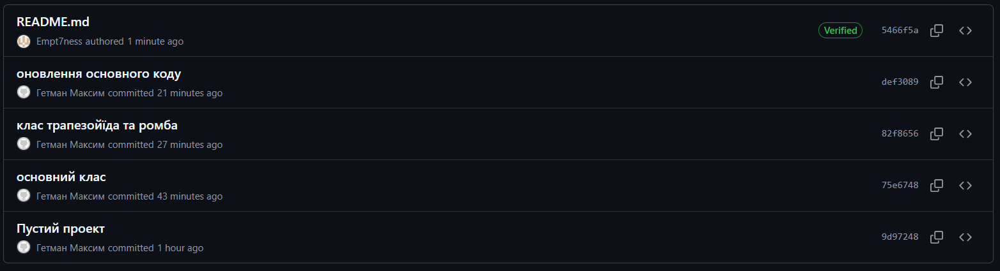 README.md
Empt7ness authored 1 minute ago
Verified
5466f5a
оновлення основного коду
Гетман Максим committed 21 minutes ago
def3089
клас трапезойїда та ромба
Гетман Максим committed 27 minutes ago
82f8656
основний клас
Гетман Максим committed 43 minutes ago
75e6748
Пустий проект
Гетман Максим committed 1 hour ago
9d97248